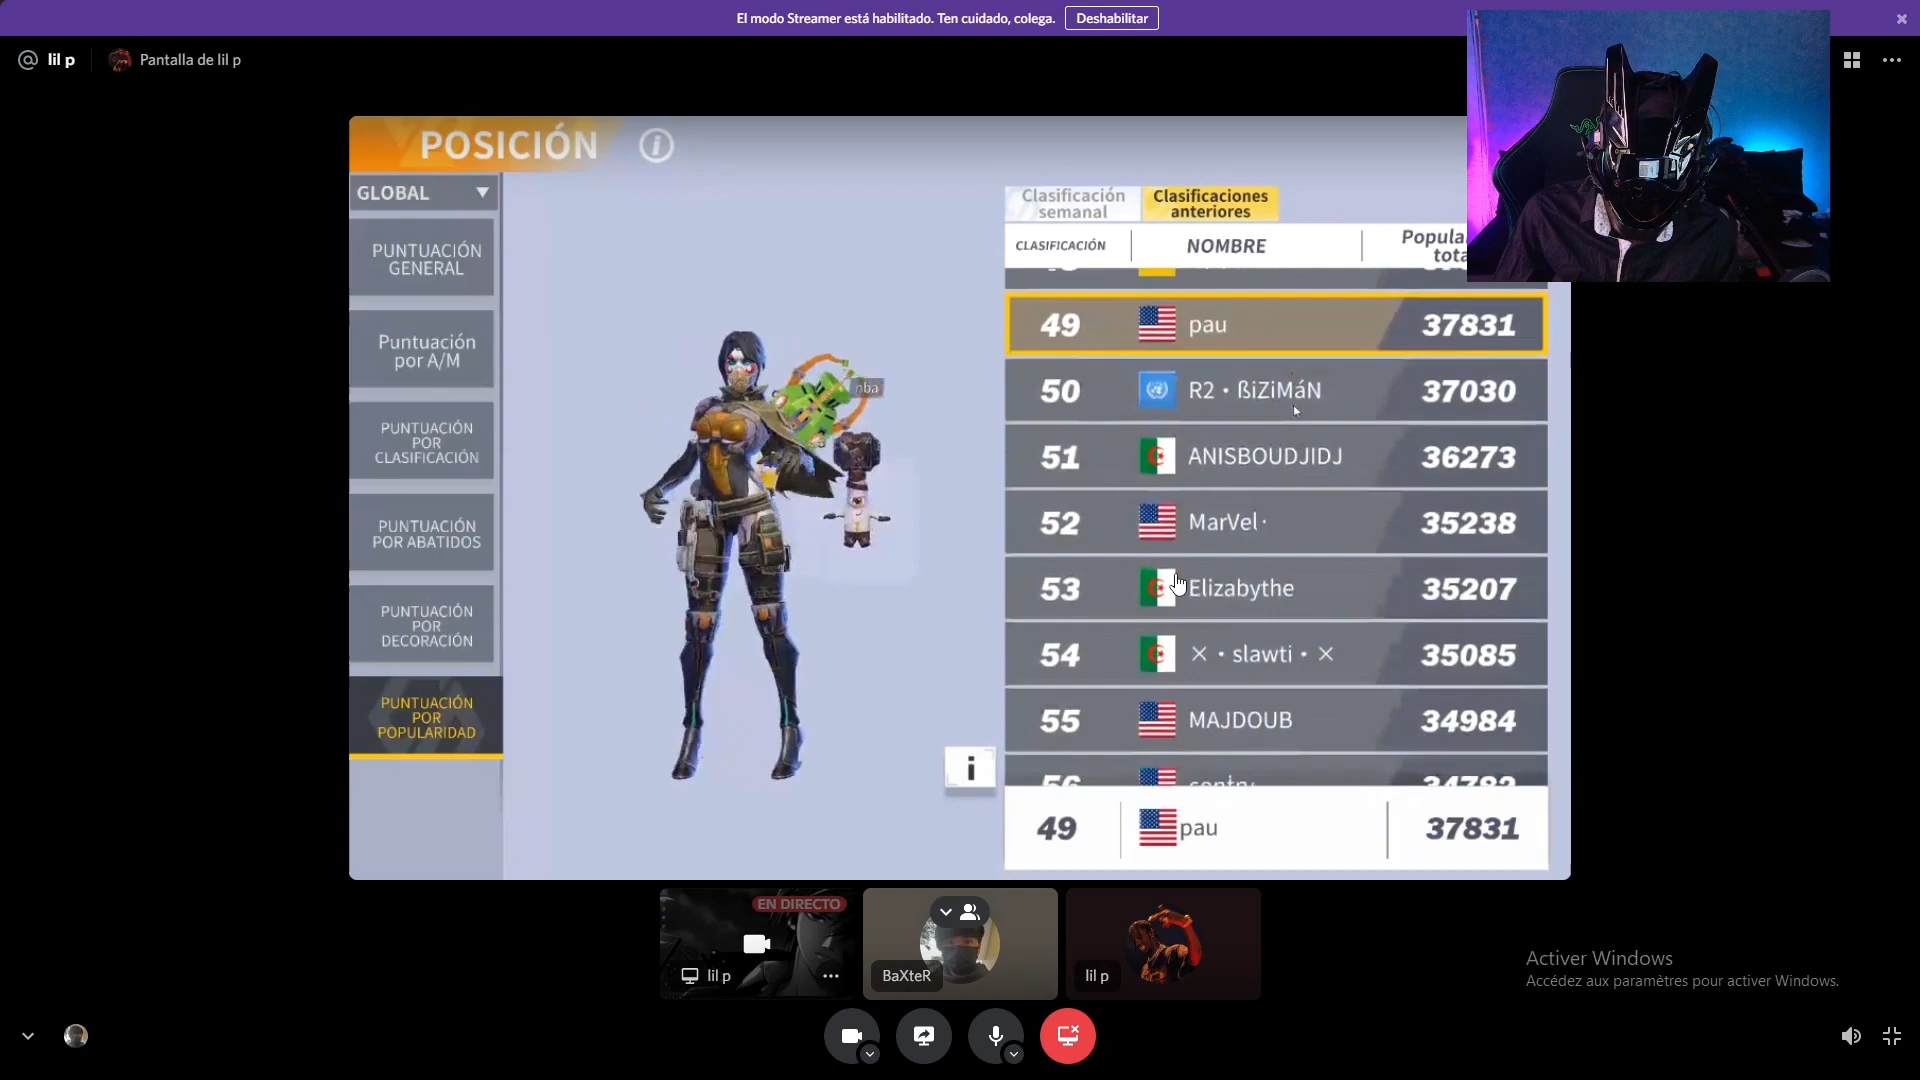 El modo Streamer está habilitado. Ten cuidado, colega.
Deshabilitar
lil p
Pantalla de lil p
POSICIÓN
GLOBAL
PUNTUACIÓN
GENERAL
Puntuación
por A/M
PUNTUACIÓN
POR
CLASIFICACIÓN
PUNTUACIÓN
POR ABATIDOS
PUNTUACIÓN
POR
DECORACIÓN
PUNTUACIÓN
POR
POPULARIDAD
nba
i
Clasificación
semanal
Clasificaciones
anteriores
CLASIFICACIÓN NOMBRE
49 pau 37831
50 R2・ßiZiMáN 37030
51 ANISBOUDJIDJ 36273
52 MarVel· 35238
53 Elizabythe 35207
54 ×・slawti・× 35085
55 MAJDOUB 34984
49 pau 37831
EN DIRECTO
lil p
BaXteR
lil p
Activer Windows
Accédez aux paramètres pour activer Windows.